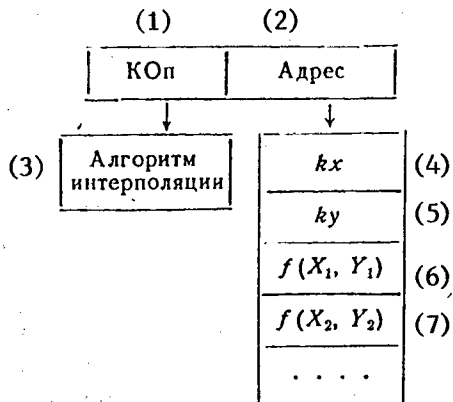 (1) (2)
КОп Адрес
(3) Алгоритм интерполяции
kx (4)
ky (5)
f(X₁, Y₁) (6)
f(X₂, Y₂) (7)
. . . .